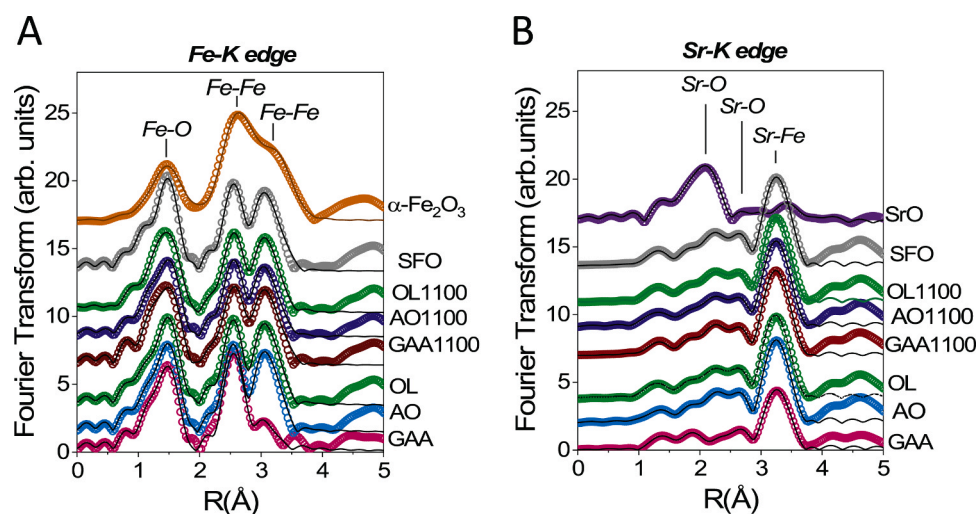 A
Fe-K edge
Fe-Fe
Fe-Fe
Fe-O
α-Fe₂O₃
SFO
OL1100
AO1100
GAA1100
OL
AO
GAA
25
20
15
10
5
0
Fourier Transform (arb. units)
0 1 2 3 4 5
R(Å)
B
Sr-K edge
Sr-O
Sr-O
Sr-Fe
SrO
SFO
OL1100
AO1100
GAA1100
OL
AO
GAA
25
20
15
10
5
0
Fourier Transform (arb.units)
0 1 2 3 4 5
R(Å)